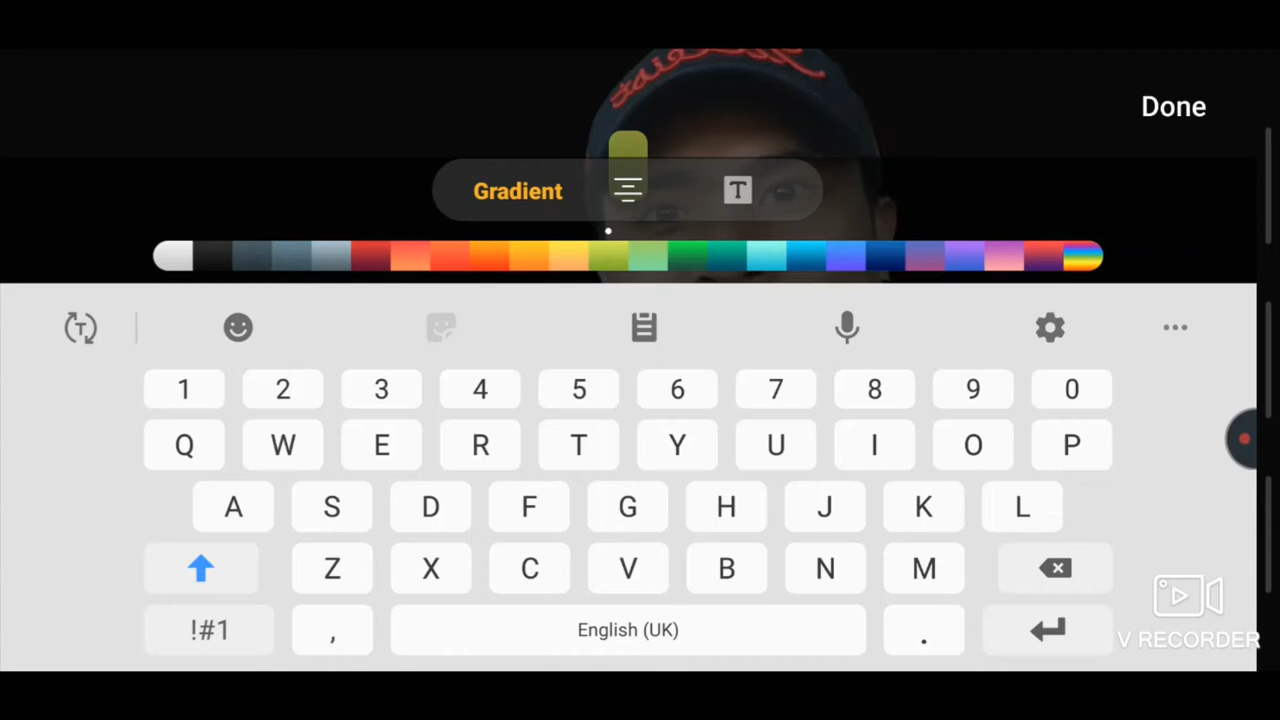 Done
Gradient
T
T
1 2 3 4 5 6 7 8 9 0
Q W E R T Y U I O P
A S D F G H J K L
Z X C V B N M
!#1 , English (UK) .
V RECORDER